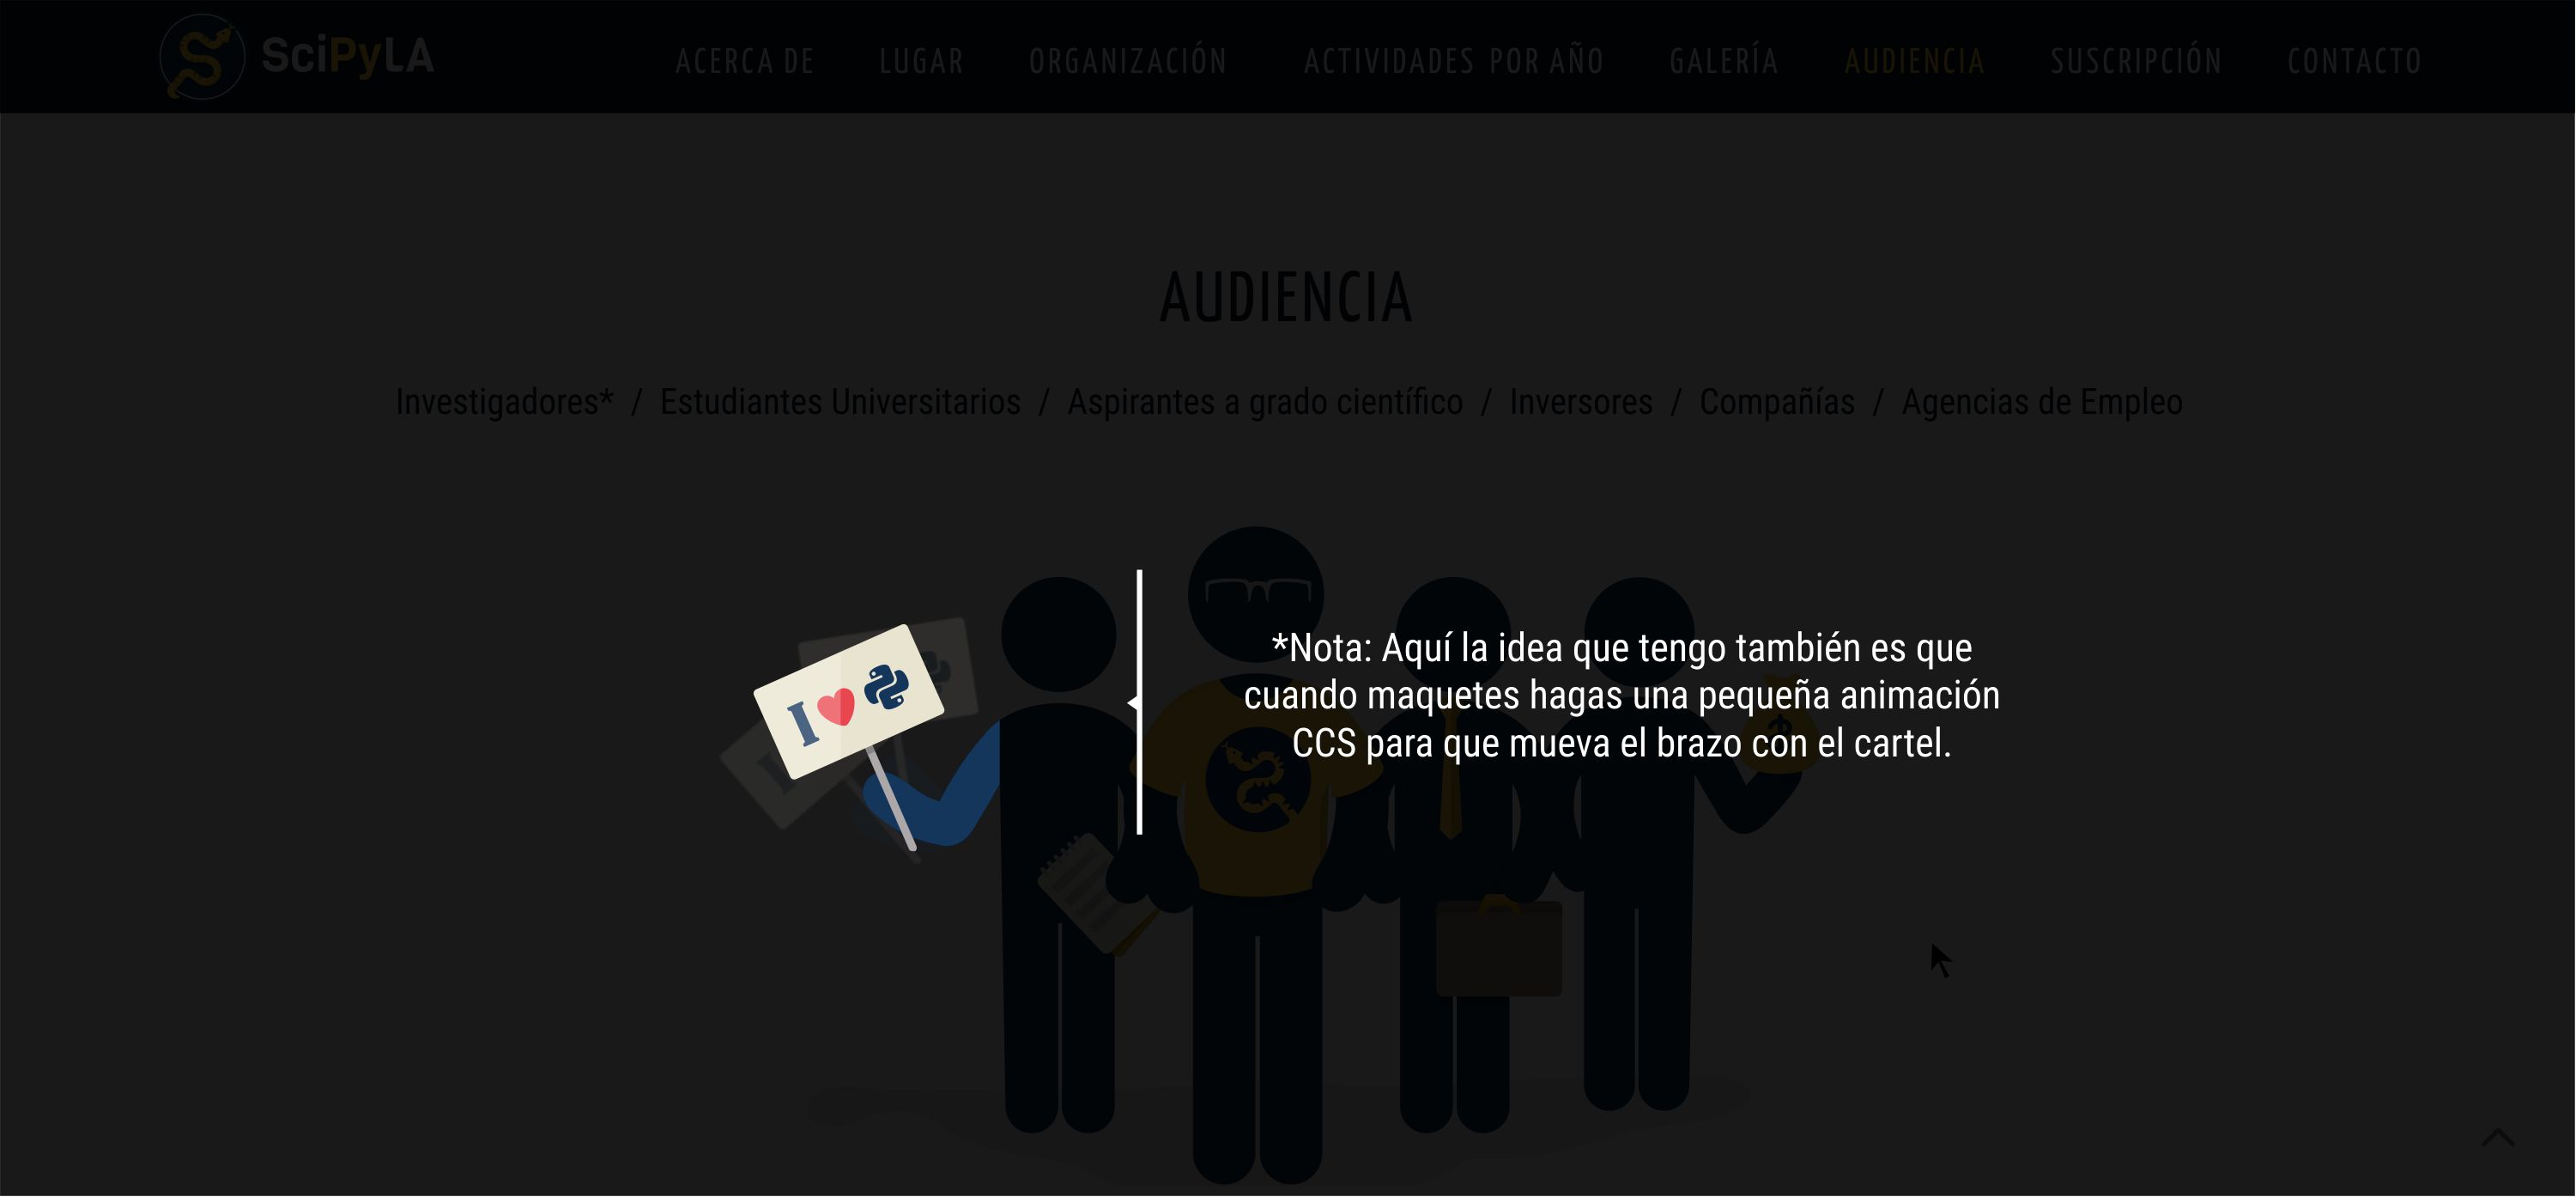 SciPyLA
ACERCA DE
LUGAR
ORGANIZACIÓN
ACTIVIDADES POR AÑO
GALERÍA
AUDIENCIA
SUSCRIPCIÓN
CONTACTO
AUDIENCIA
Investigadores* / Estudiantes Universitarios / Aspirantes a grado científico / Inversores / Compañías / Agencias de Empleo
I
*Nota: Aquí la idea que tengo también es que
cuando maquetes hagas una pequeña animación
CCS para que mueva el brazo con el cartel.